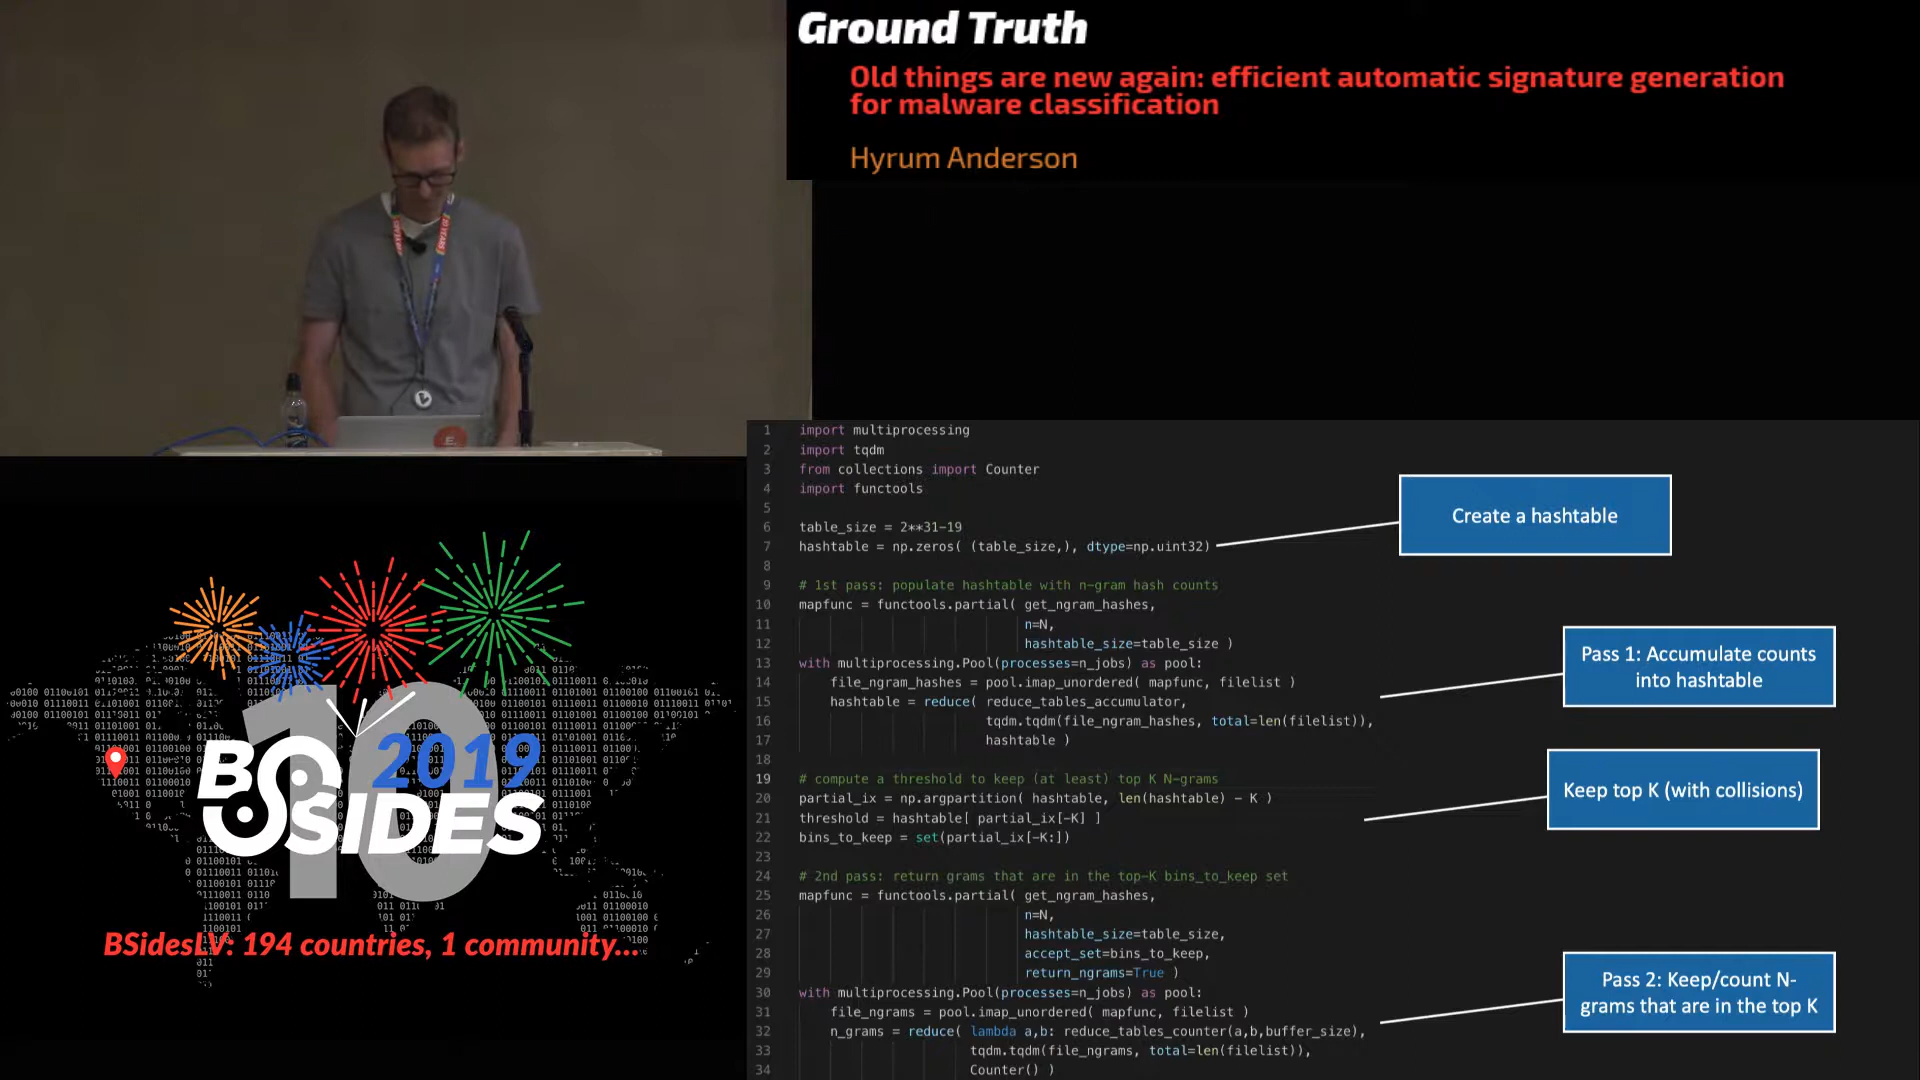 Ground Truth
Old things are new again: efficient automatic signature generation
for malware classification
Hyrum Anderson
1 import multiprocessing
2 import tqdm
3 from collections import Counter
4 import functools
5
6 table_size = 2**31-19
7 hashtable = np.zeros( (table_size,), dtype=np.uint32)
8
9 # 1st pass: populate hashtable with n-gram hash counts
10 mapfunc = functools.partial( get_ngram_hashes,
11 n=N,
12 hashtable_size=table_size )
13 with multiprocessing.Pool(processes=n_jobs) as pool:
14 file_ngram_hashes = pool.imap_unordered( mapfunc, filelist )
15 hashtable = reduce( reduce_tables_accumulator,
16 tqdm.tqdm(file_ngram_hashes, total=len(filelist)),
17 hashtable )
18
19 # compute a threshold to keep (at least) top K N-grams
20 partial_ix = np.argpartition( hashtable, len(hashtable) - K )
21 threshold = hashtable[ partial_ix[-K] ]
22 bins_to_keep = set(partial_ix[-K:])
23
24 # 2nd pass: return grams that are in the top-K bins_to_keep set
25 mapfunc = functools.partial( get_ngram_hashes,
26 n=N,
27 hashtable_size=table_size,
28 accept_set=bins_to_keep,
29 return_ngrams=True )
30 with multiprocessing.Pool(processes=n_jobs) as pool:
31 file_ngrams = pool.imap_unordered( mapfunc, filelist )
32 n_grams = reduce( lambda a,b: reduce_tables_counter(a,b,buffer_size),
33 tqdm.tqdm(file_ngrams, total=len(filelist)),
34 Counter() )
Create a hashtable
Pass 1: Accumulate counts
into hashtable
Keep top K (with collisions)
Pass 2: Keep/count N-
grams that are in the top K
10
2019
BSIDES
BSidesLV: 194 countries, 1 community...